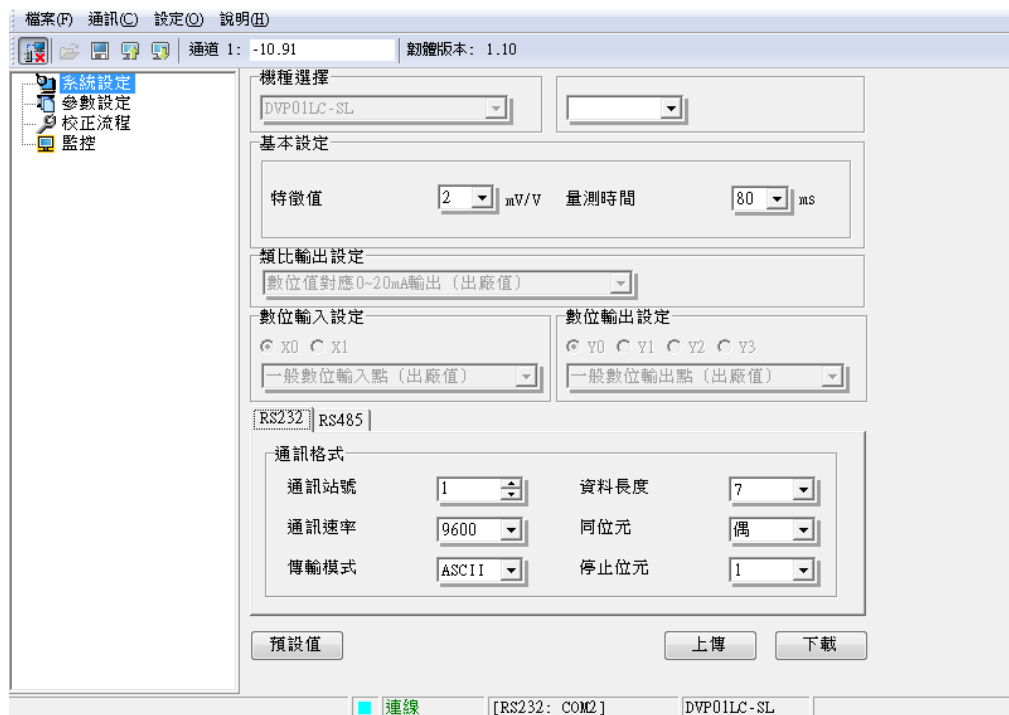 檔案(F) 通訊(C) 設定(O) 說明(H)
通道 1: -10.91 韌體版本: 1.10
系統設定
參數設定
校正流程
監控
機種選擇
DVP01LC-SL
基本設定
特徵值 2 mV/V 量測時間 80 ms
類比輸出設定
數位值對應0~20mA輸出 (出廠值)
數位輸入設定 數位輸出設定
X0 X1 Y0 Y1 Y2 Y3
一般數位輸入點 (出廠值) 一般數位輸出點 (出廠值)
RS232 RS485
通訊格式
通訊站號 1 資料長度 7
通訊速率 9600 同位元 偶
傳輸模式 ASCII 停止位元 1
預設值 上傳 下載
連線 [RS232: COM2] DVP01LC-SL